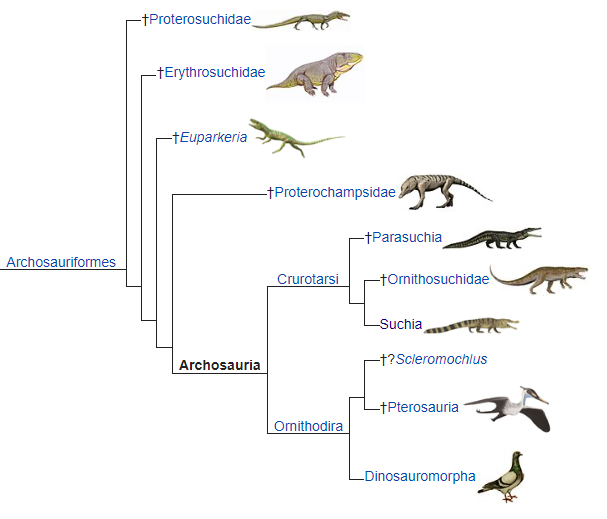 †Proterosuchidae
†Erythrosuchidae
†Euparkeria
†Proterochampsidae
†Parasuchia
Archosauriformes
Crurotarsi
†Ornithosuchidae
Suchia
†?Scleromochlus
Archosauria
†Pterosauria
Ornithodira
Dinosauromorpha